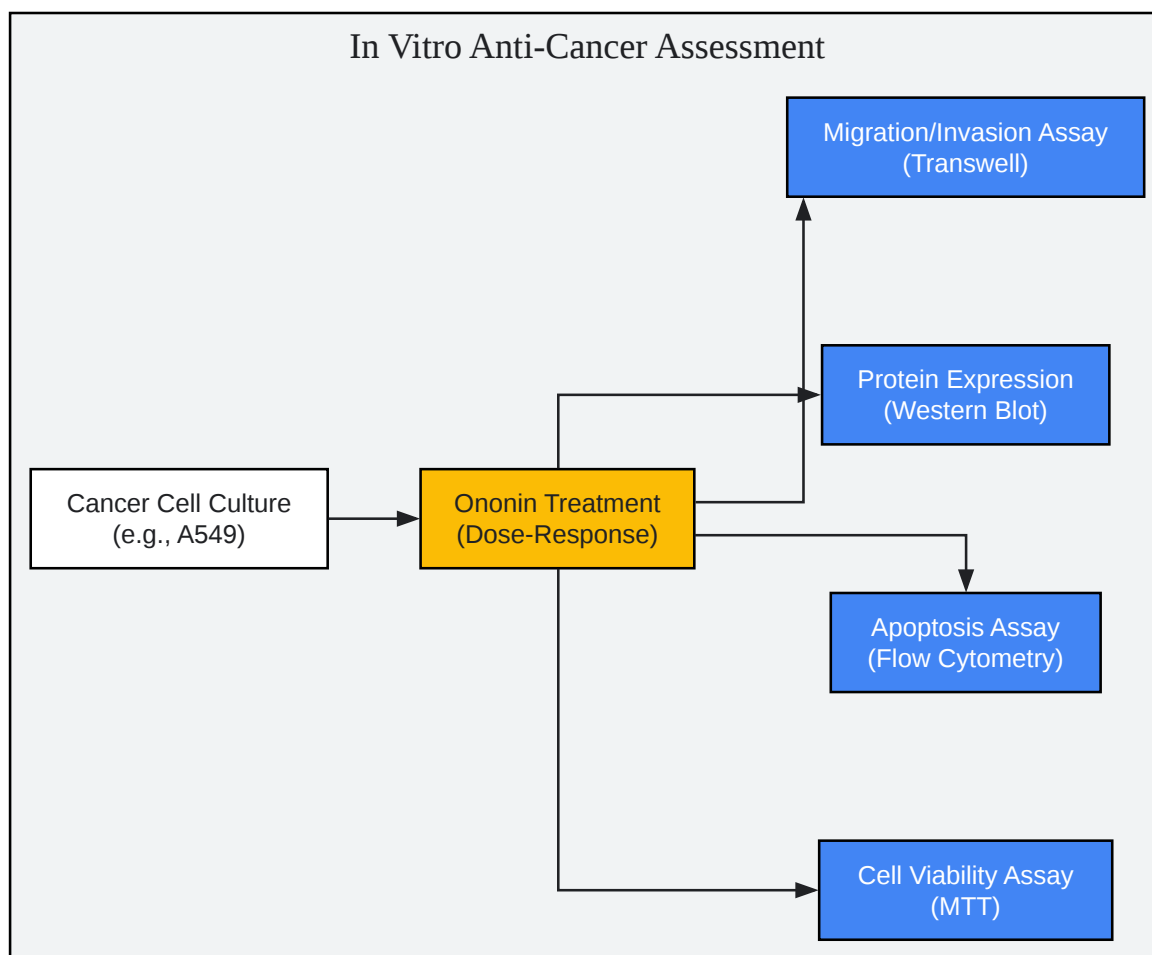 In Vitro Anti-Cancer Assessment
Migration/Invasion Assay
(Transwell)
Protein Expression
(Western Blot)
Cancer Cell Culture
(e.g., A549)
Ononin Treatment
(Dose-Response)
Apoptosis Assay
(Flow Cytometry)
Cell Viability Assay
(MTT)